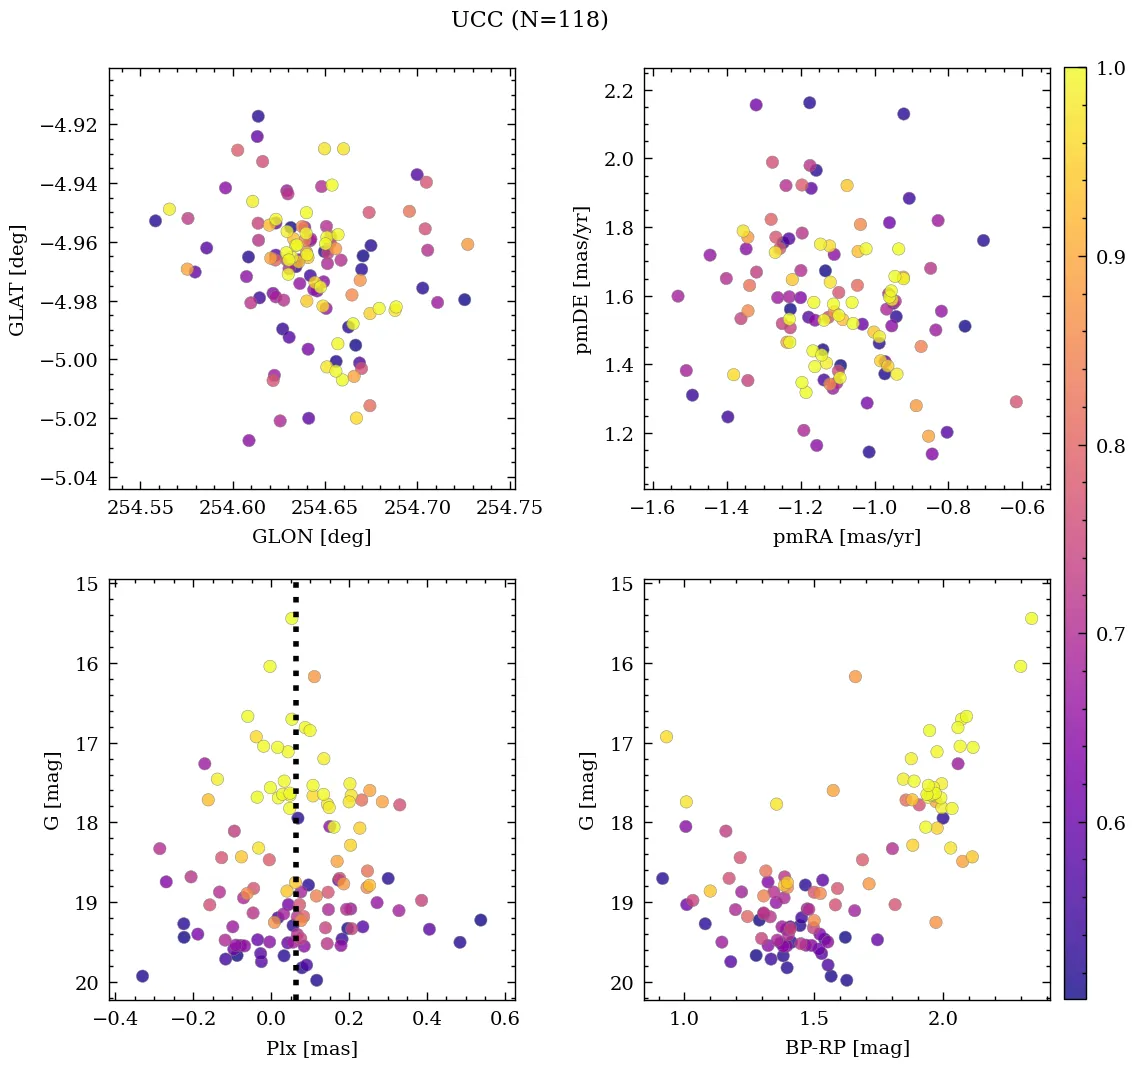 UCC (N=118)
−4.92
−4.94
−4.96
−4.98
−5.00
−5.02
−5.04
GLAT [deg]
254.55 254.60 254.65 254.70 254.75
GLON [deg]
2.2
2.0
1.8
1.6
1.4
1.2
pmDE [mas/yr]
−1.6 −1.4 −1.2 −1.0 −0.8 −0.6
pmRA [mas/yr]
15
16
17
18
19
20
G [mag]
−0.4 −0.2 0.0 0.2 0.4 0.6
Plx [mas]
15
16
17
18
19
20
G [mag]
1.0 1.5 2.0
BP-RP [mag]
1.0
0.9
0.8
0.7
0.6